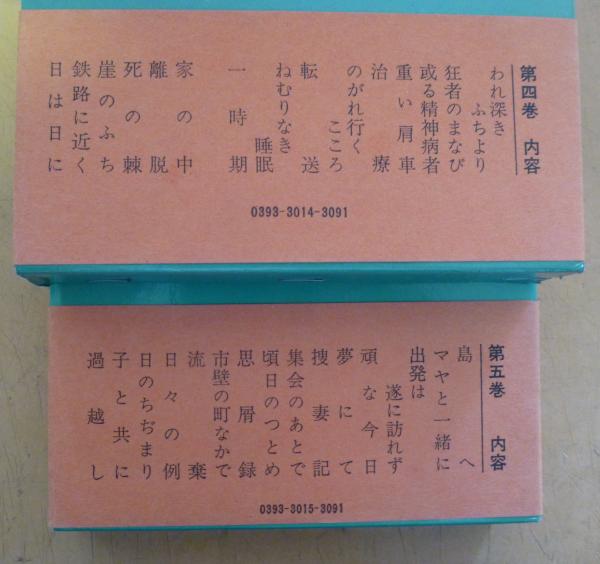 第四巻 内容
われ深き
ふちより
狂者のまなび
或る精神病者
重い肩車
治療
のがれ行く
こころ
転送
ねむりなき
睡眠
一時期
家の中
離脱
死の棘
崖のふち
鉄路に近く
日は日に
0393-3014-3091
第五巻 内容
島へ
マヤと一緒に
出発は
遂に訪れず
頑な今日
夢にて
捜妻記
集会のあとで
頃日のつとめ
思屑録
市壁の町なかで
流棄
日々の例
日のちぢまり
子と共に
過越し
0393-3015-3091